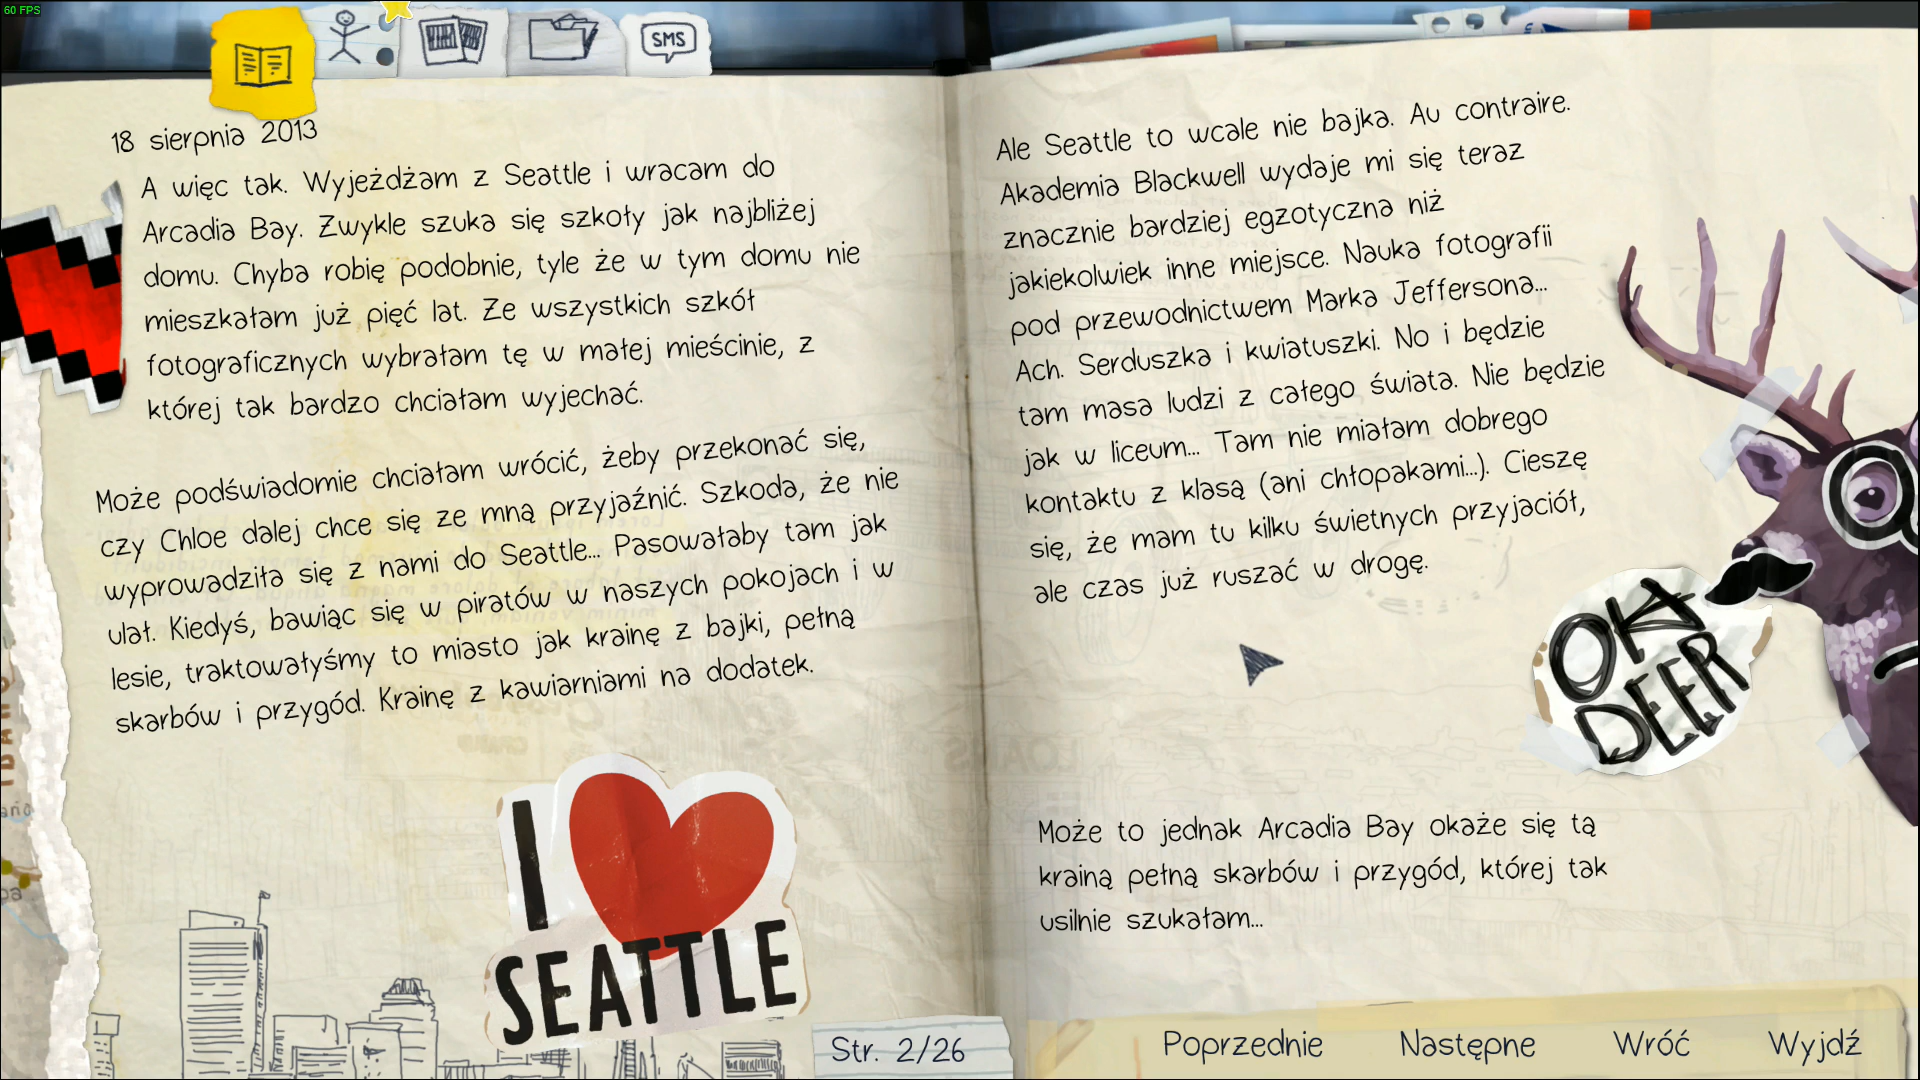 60 FPS
SMS
18 sierpnia 2013
A więc tak. Wyjeżdżam z Seattle i wracam do
Arcadia Bay. Zwykle szuka się szkoły jak najbliżej
domu. Chyba robię podobnie, tyle że w tym domu nie
mieszkałam już pięć lat. Ze wszystkich szkół
fotograficznych wybrałam tę w małej mieścinie, z
której tak bardzo chciałam wyjechać.
Może podświadomie chciałam wrócić, żeby przekonać się,
czy Chloe dalej chce się ze mną przyjaźnić. Szkoda, że nie
wyprowadziła się z nami do Seattle... Pasowałaby tam jak
ulał. Kiedyś, bawiąc się w piratów w naszych pokojach i w
lesie, traktowałyśmy to miasto jak krainę z bajki, pełną
skarbów i przygód. Krainę z kawiarniami na dodatek.
I
SEATTLE
Str. 2/26
Ale Seattle to wcale nie bajka. Au contraire.
Akademia Blackwell wydaje mi się teraz
znacznie bardziej egzotyczna niż
jakiekolwiek inne miejsce. Nauka fotografii
pod przewodnictwem Marka Jeffersona...
Ach. Serduszka i kwiatuszki. No i będzie
tam masa ludzi z całego świata. Nie będzie
jak w liceum... Tam nie miałam dobrego
kontaktu z klasą (ani chłopakami...). Cieszę
się, że mam tu kilku świetnych przyjaciół,
ale czas już ruszać w drogę.
OH
DEER
Może to jednak Arcadia Bay okaże się tą
krainą pełną skarbów i przygód, której tak
usilnie szukałam...
Poprzednie Następne Wróć Wyjdź